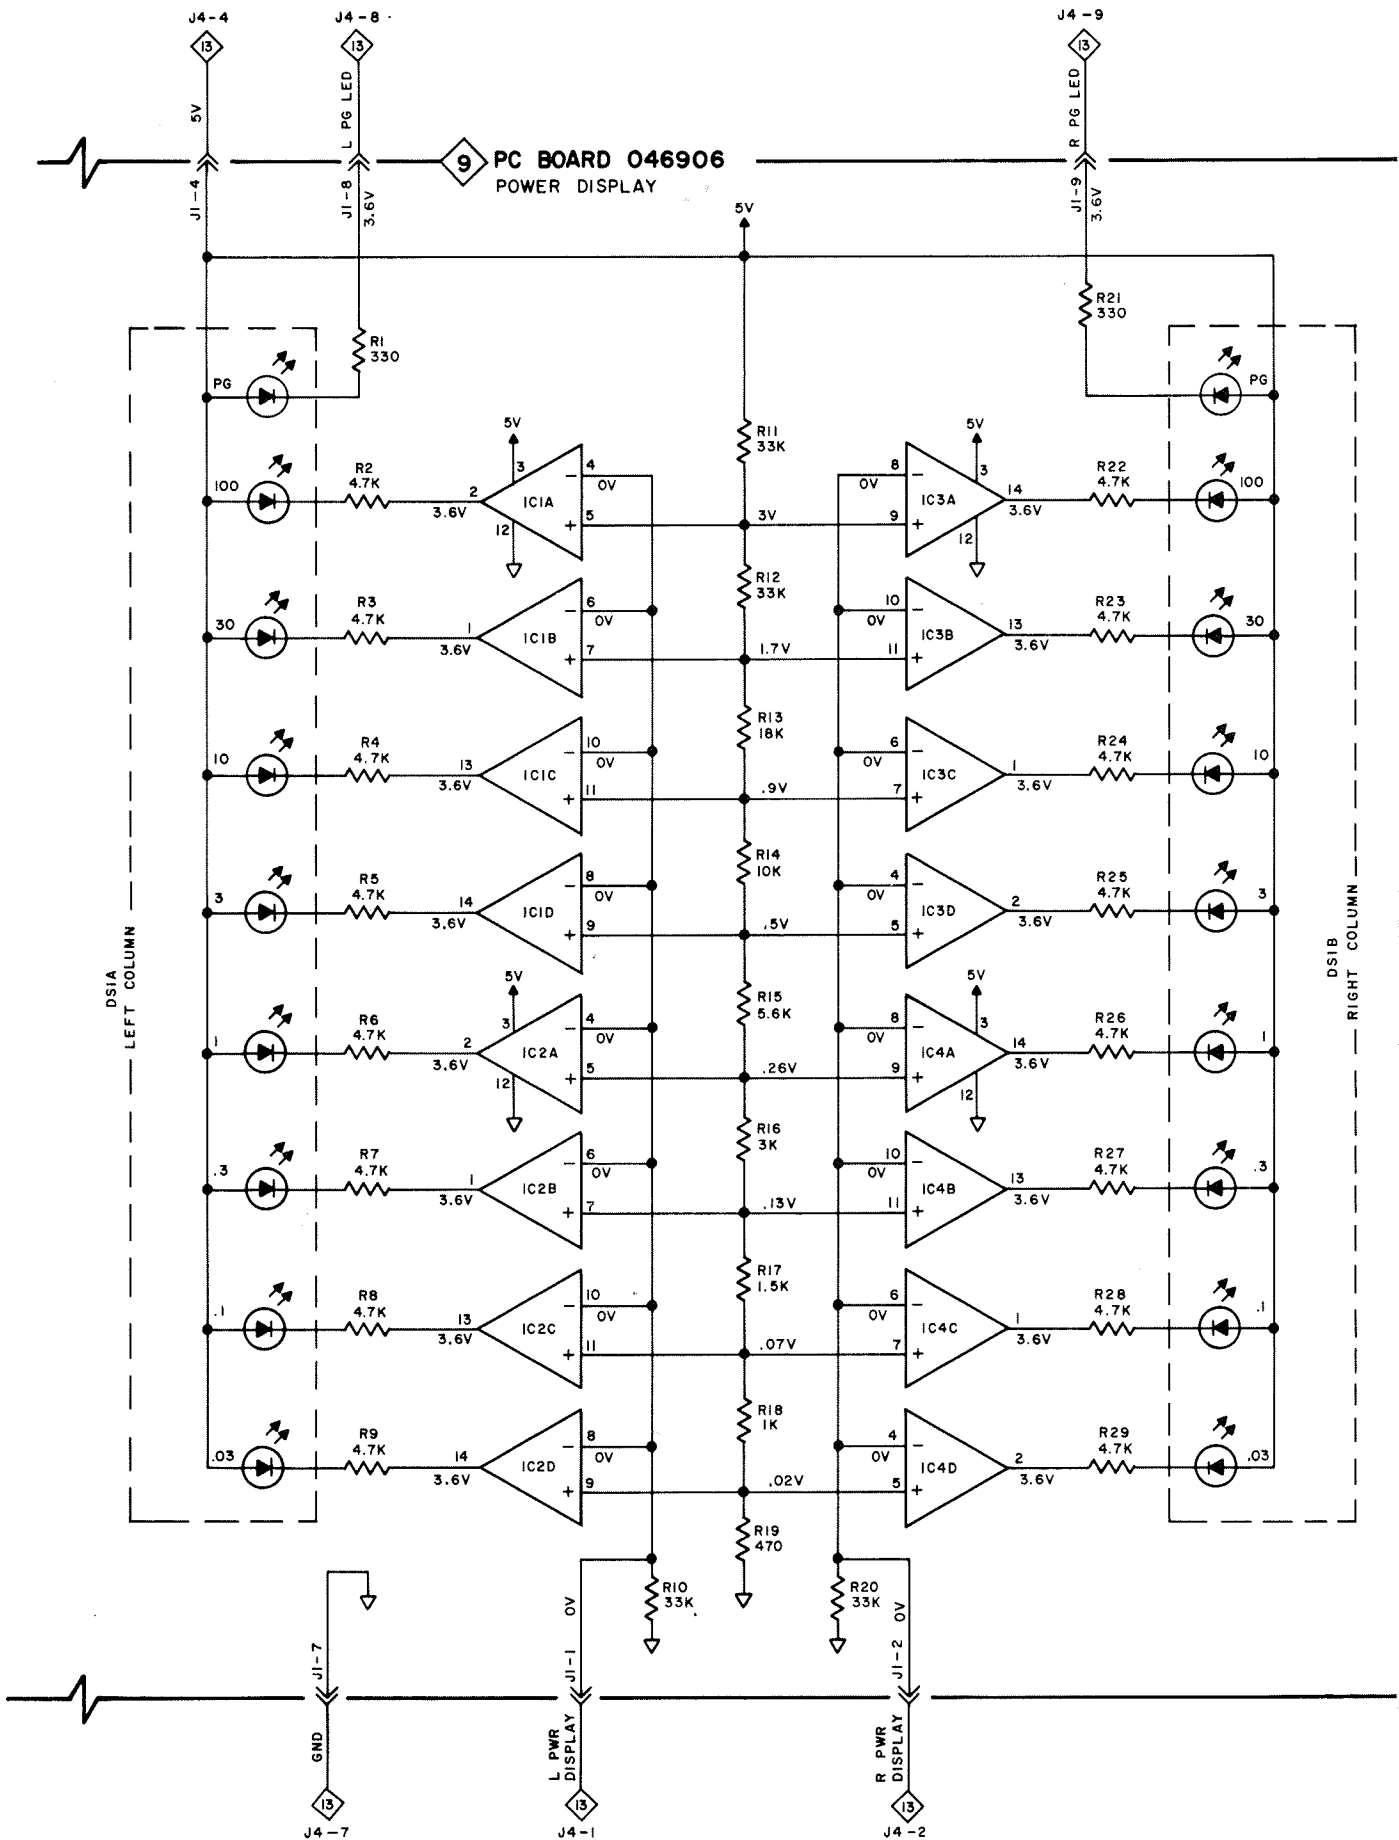 J4-4
J4-8
J4-9
13
13
13
5V
L PG LED
R PG LED
9 PC BOARD 046906
POWER DISPLAY
J1-4
J1-8
3.6V
J1-9
3.6V
5V
R1
330
R21
330
PG
PG
R11
33K
100
R2
4.7K
2
3.6V
5V
3
IC1A
12
4
-
0V
5
+
3V
8
-
0V
9
+
5V
3
IC3A
12
14
3.6V
R22
4.7K
100
R12
33K
30
R3
4.7K
1
3.6V
IC1B
6
-
0V
7
+
1.7V
10
-
0V
11
+
IC3B
13
3.6V
R23
4.7K
30
R13
18K
10
R4
4.7K
13
3.6V
IC1C
10
-
0V
11
+
.9V
6
-
0V
7
+
IC3C
1
3.6V
R24
4.7K
10
R14
10K
3
R5
4.7K
14
3.6V
IC1D
8
-
0V
9
+
.5V
4
-
0V
5
+
IC3D
2
3.6V
R25
4.7K
3
DS1A
LEFT COLUMN
DS1B
RIGHT COLUMN
R15
5.6K
1
R6
4.7K
2
3.6V
5V
3
IC2A
12
4
-
0V
5
+
.26V
8
-
0V
9
+
5V
3
IC4A
12
14
3.6V
R26
4.7K
1
R16
3K
.3
R7
4.7K
1
3.6V
IC2B
6
-
0V
7
+
.13V
10
-
0V
11
+
IC4B
13
3.6V
R27
4.7K
.3
R17
1.5K
.1
R8
4.7K
13
3.6V
IC2C
10
-
0V
11
+
.07V
6
-
0V
7
+
IC4C
1
3.6V
R28
4.7K
.1
R18
1K
.03
R9
4.7K
14
3.6V
IC2D
8
-
0V
9
+
.02V
4
-
0V
5
+
IC4D
2
3.6V
R29
4.7K
.03
R19
470
R10
33K
R20
33K
J1-7
J1-1
0V
J1-2
0V
GND
L PWR
DISPLAY
R PWR
DISPLAY
13
13
13
J4-7
J4-1
J4-2